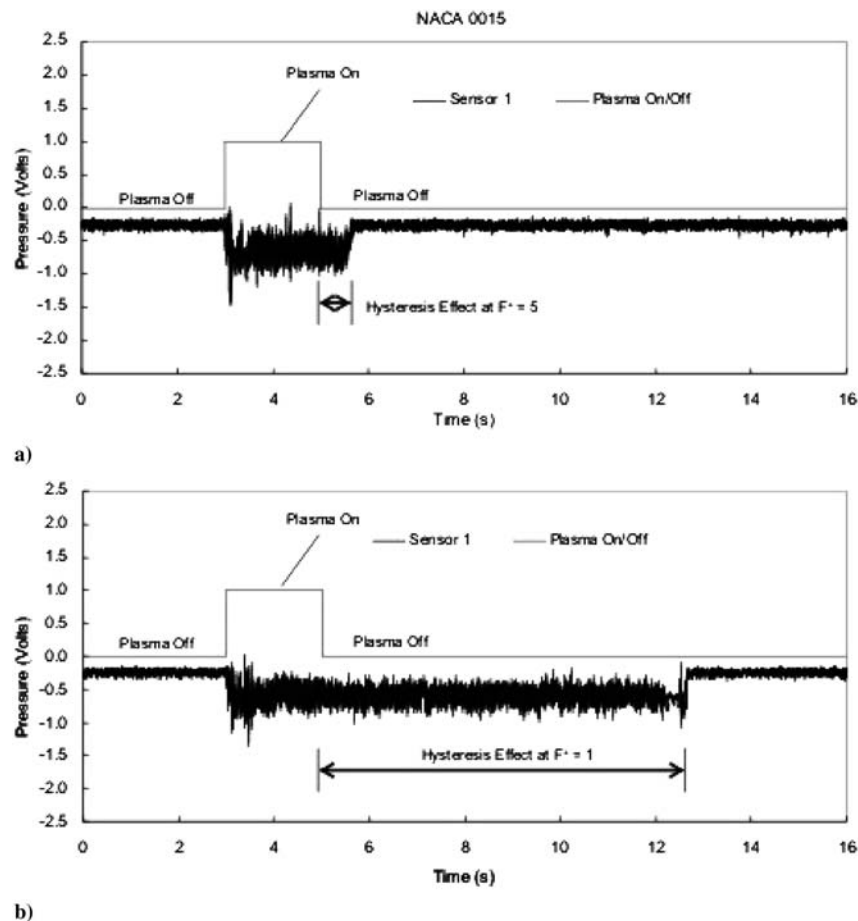 NACA 0015
2.5
2.0
1.5
1.0
0.5
0.0
-0.5
-1.0
-1.5
-2.0
-2.5
Pressure (Volts)
Plasma On
Sensor 1
Plasma On/Off
Plasma Off
Plasma Off
Hysteresis Effect at F⁺ = 5
0 2 4 6 8 10 12 14 16
Time (s)
a)
2.5
2.0
1.5
1.0
0.5
0.0
-0.5
-1.0
-1.5
-2.0
-2.5
Pressure (Volts)
Plasma On
Sensor 1
Plasma On/Off
Plasma Off
Plasma Off
Hysteresis Effect at F⁺ = 1
0 2 4 6 8 10 12 14 16
Time (s)
b)